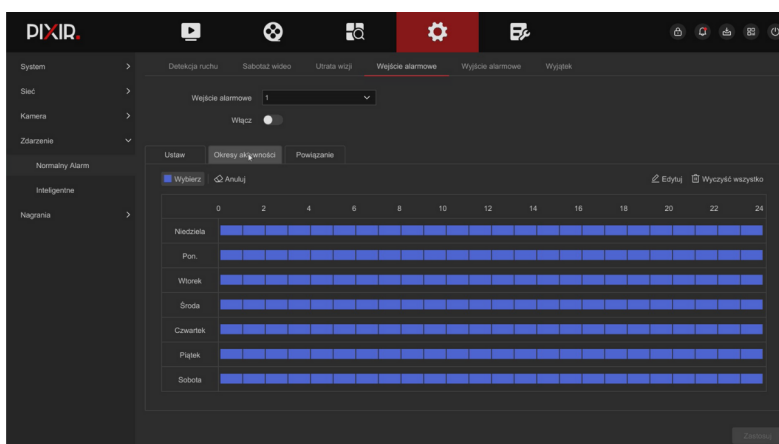 PIXIR.
System
Detekcja ruchu Sabotaż wideo Utrata wizji Wejście alarmowe Wyjście alarmowe Wyjątek
Sieć
Wejście alarmowe 1
Kamera
Włącz
Zdarzenie
Ustaw Okresy aktywności Powiązanie
Normalny Alarm
Wybierz Anuluj Edytuj Wyczyść wszystko
Inteligentne
Nagrania
0 2 4 6 8 10 12 14 16 18 20 22 24
Niedziela
Pon.
Wtorek
Środa
Czwartek
Piątek
Sobota
Zastosuj